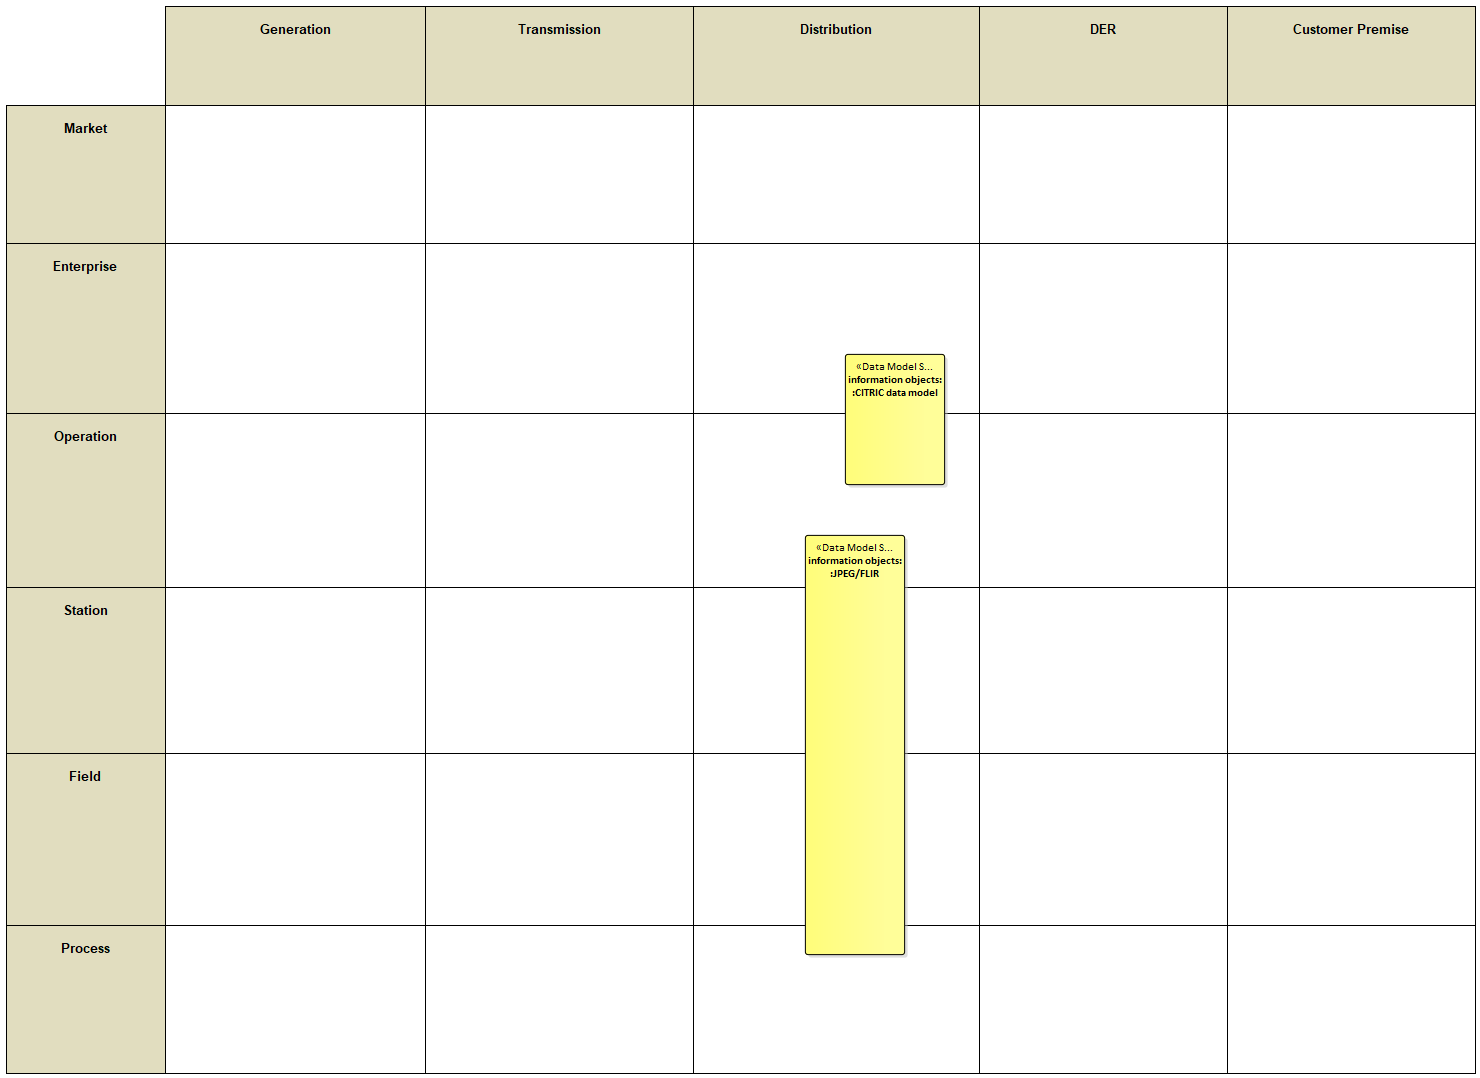 Generation
Transmission
Distribution
DER
Customer Premise
Market
Enterprise
«Data Model S...
information objects:
:CITRIC data model
Operation
«Data Model S...
information objects:
:JPEG/FLIR
Station
Field
Process